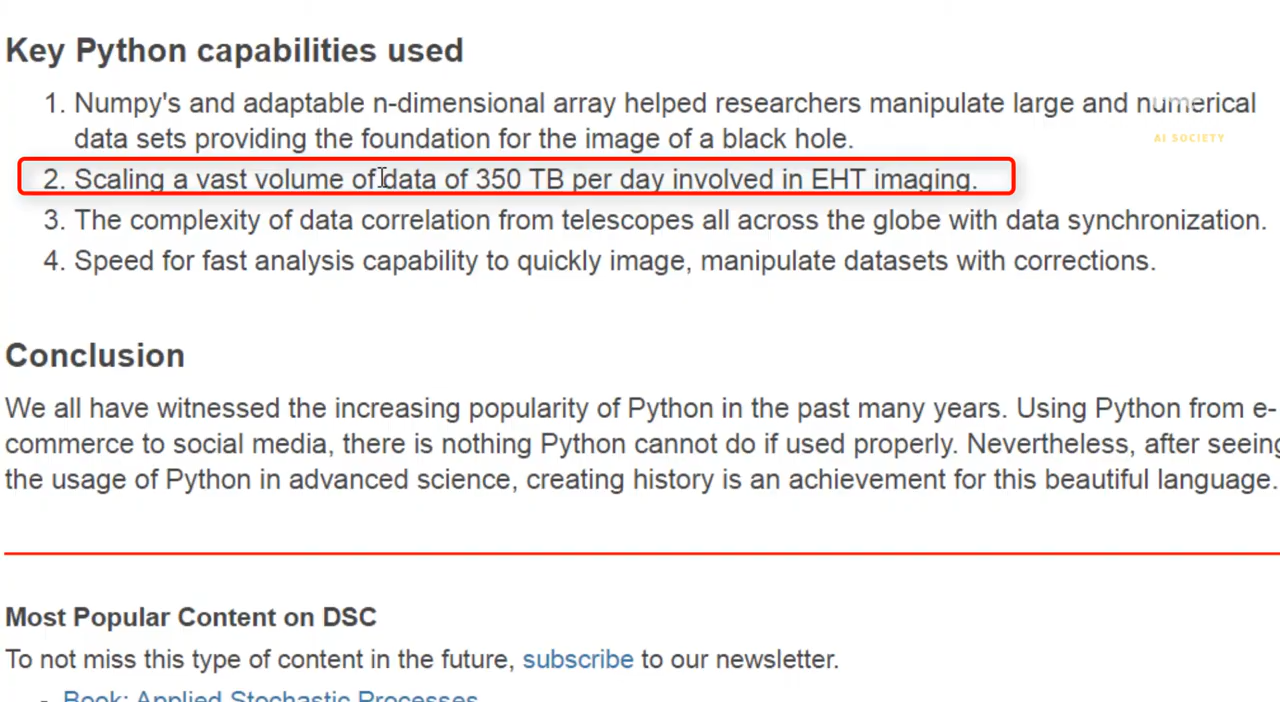 Key Python capabilities used
1. Numpy's and adaptable n-dimensional array helped researchers manipulate large and numerical
data sets providing the foundation for the image of a black hole.
AI SOCIETY
2. Scaling a vast volume of data of 350 TB per day involved in EHT imaging.
3. The complexity of data correlation from telescopes all across the globe with data synchronization.
4. Speed for fast analysis capability to quickly image, manipulate datasets with corrections.
Conclusion
We all have witnessed the increasing popularity of Python in the past many years. Using Python from e-
commerce to social media, there is nothing Python cannot do if used properly. Nevertheless, after seeing
the usage of Python in advanced science, creating history is an achievement for this beautiful language.
Most Popular Content on DSC
To not miss this type of content in the future, subscribe to our newsletter.
- Book: Applied Stochastic Processes